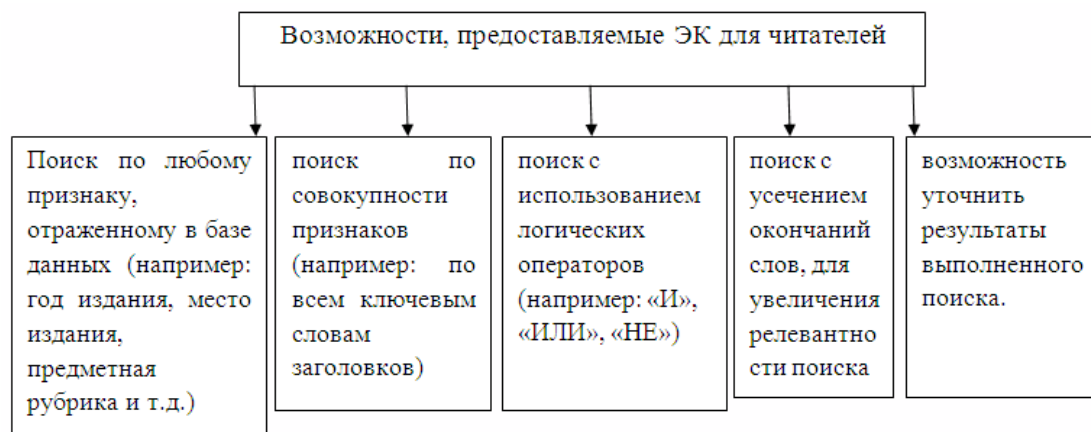 Возможности, предоставляемые ЭК для читателей
Поиск по любому
признаку,
отраженному в базе
данных (например:
год издания, место
издания,
предметная
рубрика и т.д.)
поиск по
совокупности
признаков
(например: по
всем ключевым
словам
заголовков)
поиск с
использованием
логических
операторов
(например: «И»,
«ИЛИ», «НЕ»)
поиск с
усечением
окончаний
слов, для
увеличения
релевантно
сти поиска
возможность
уточнить
результаты
выполненного
поиска.